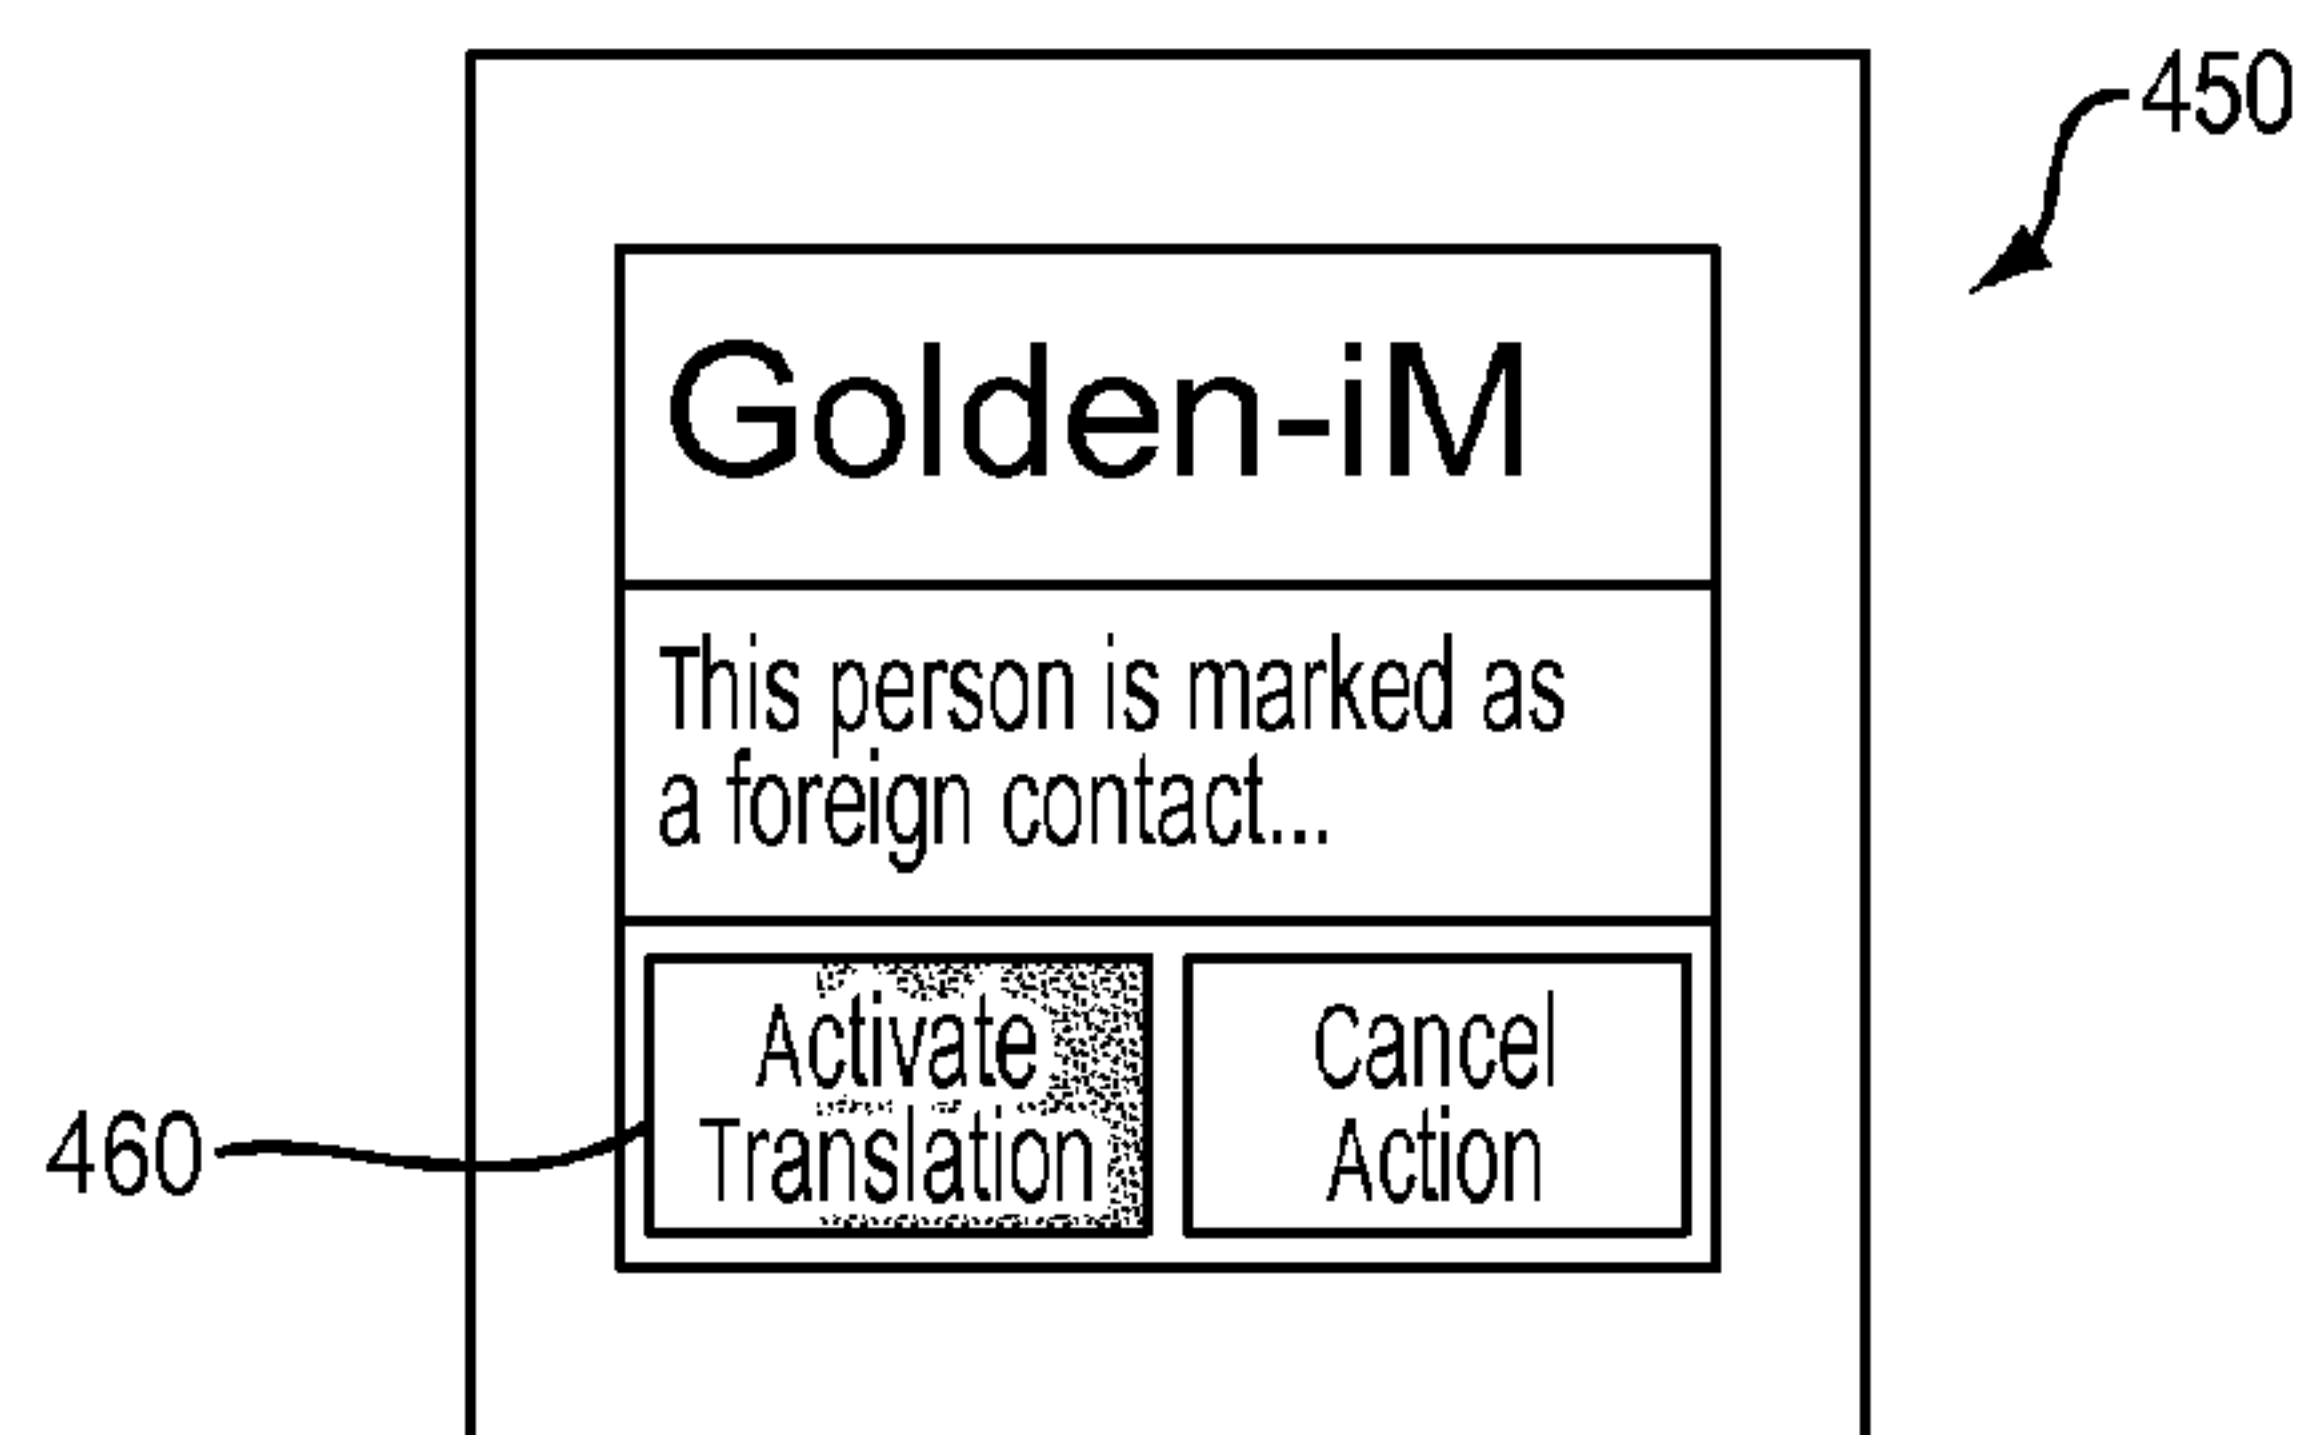 450
Golden-iM
This person is marked as
a foreign contact...
Activate
Translation
Cancel
Action
460